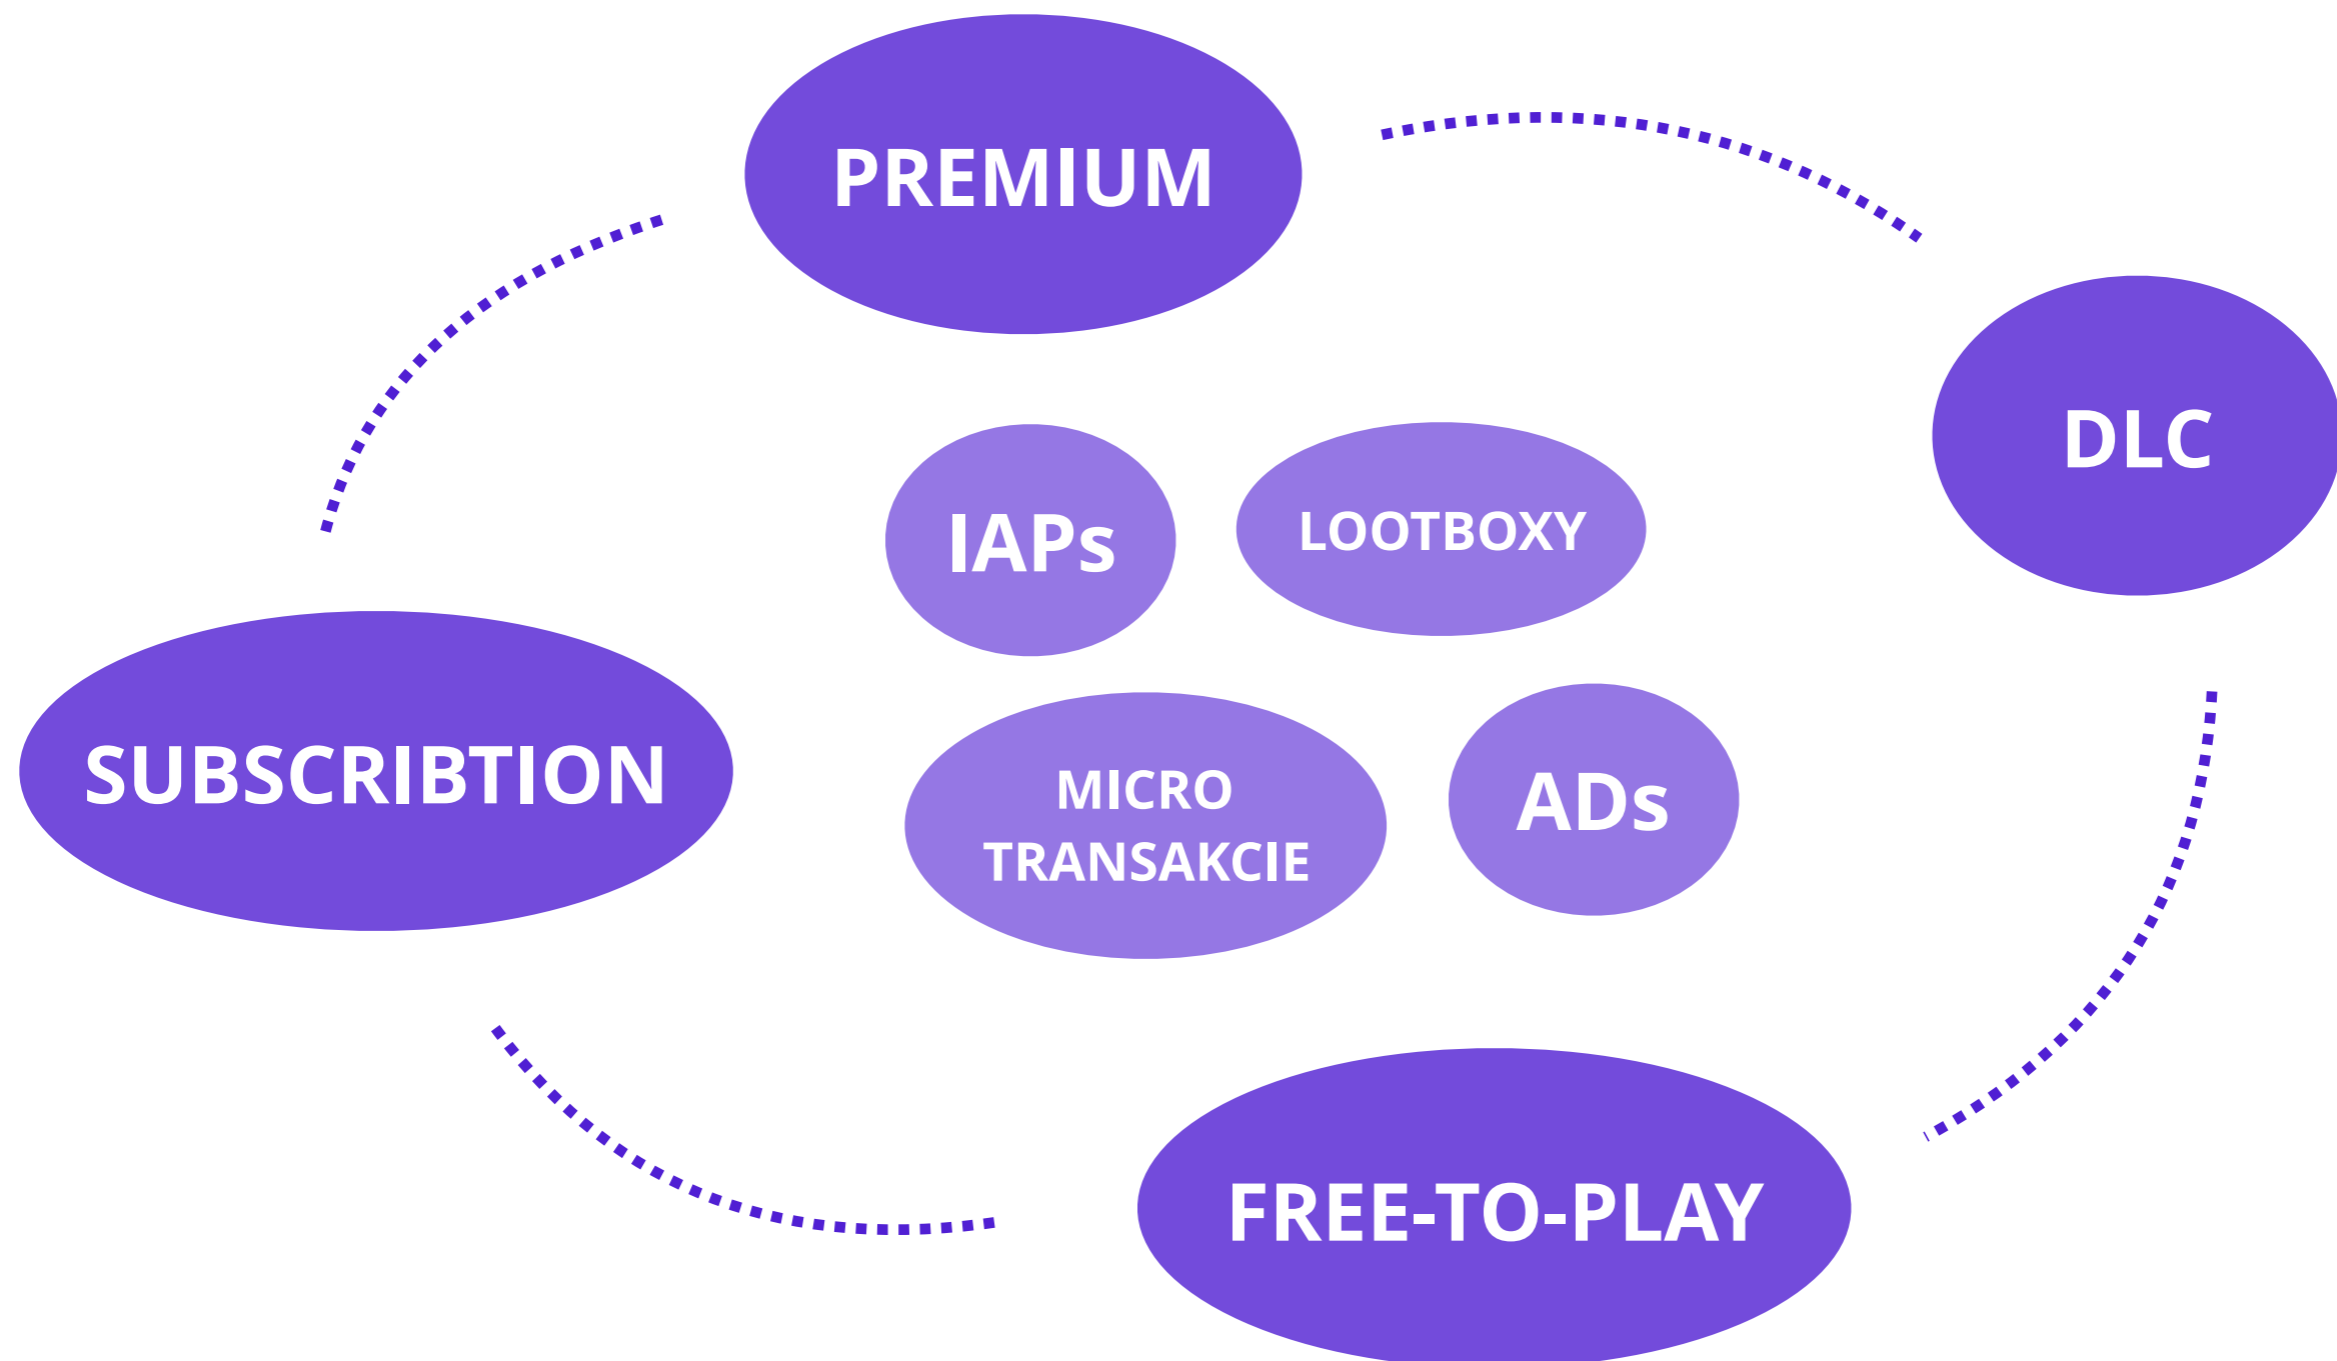 PREMIUM
DLC
IAPs
LOOTBOXY
SUBSCRIBTION
MICRO
TRANSAKCIE
ADs
FREE-TO-PLAY